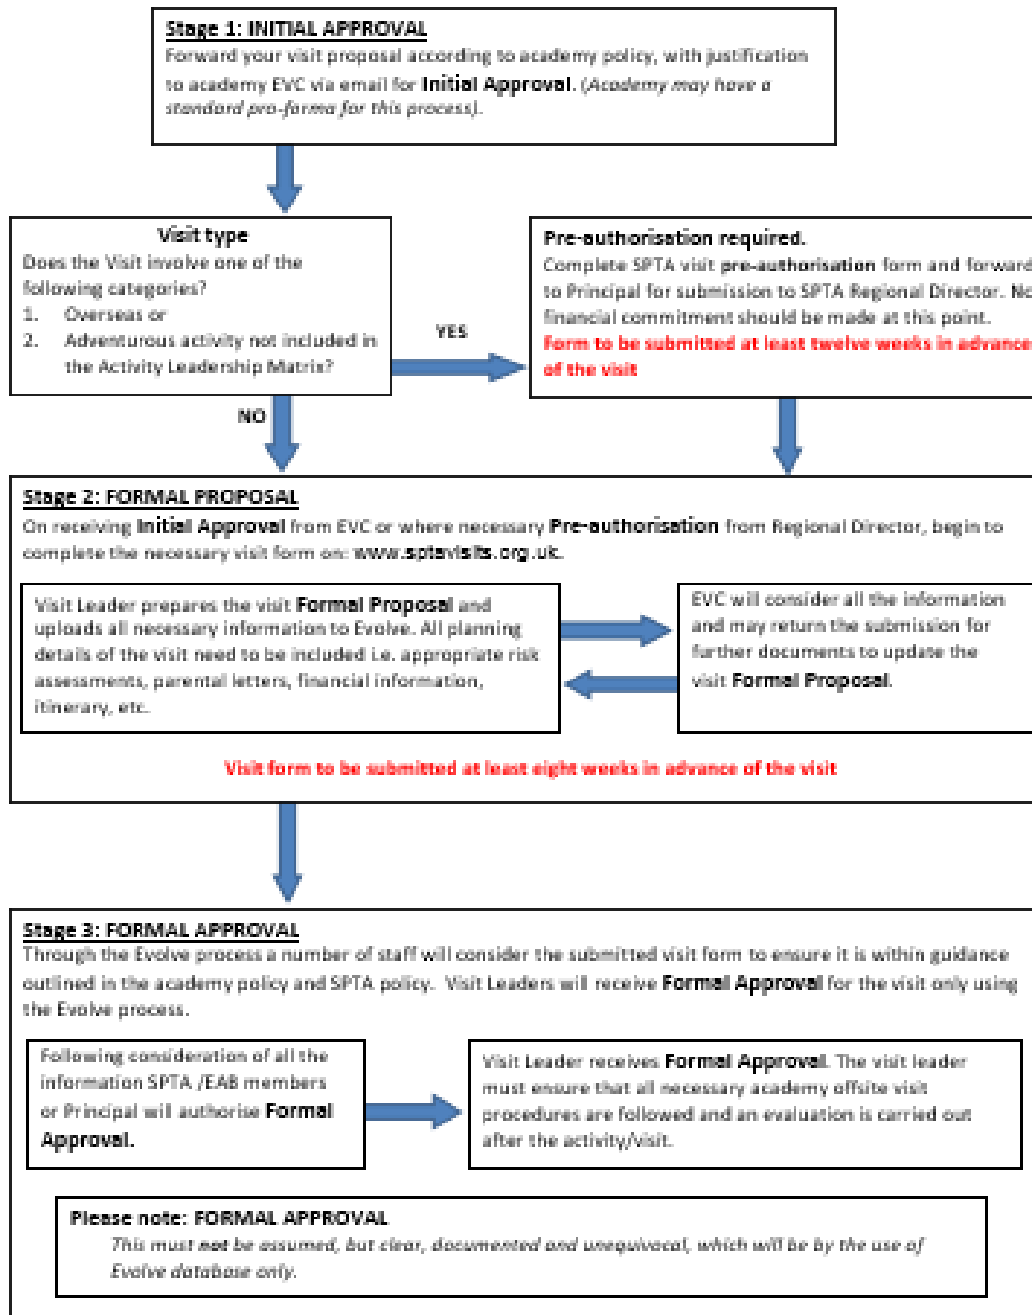 Stage 1: INITIAL APPROVAL
Forward your visit proposal according to academy policy, with justification
to academy EVC via email for Initial Approval. (Academy may have a
standard pro-forma for this process).
Visit type
Does the Visit involve one of the
following categories?
1. Overseas or
2. Adventurous activity not included in
the Activity Leadership Matrix?
YES
NO
Pre-authorisation required.
Complete SPTA visit pre-authorisation form and forward
to Principal for submission to SPTA Regional Director. No
financial commitment should be made at this point.
Form to be submitted at least twelve weeks in advance
of the visit
Stage 2: FORMAL PROPOSAL
On receiving Initial Approval from EVC or where necessary Pre-authorisation from Regional Director, begin to
complete the necessary visit form on: www.sptavisits.org.uk.
Visit Leader prepares the visit Formal Proposal and
uploads all necessary information to Evolve. All planning
details of the visit need to be included i.e. appropriate risk
assessments, parental letters, financial information,
itinerary, etc.
EVC will consider all the information
and may return the submission for
further documents to update the
visit Formal Proposal.
Visit form to be submitted at least eight weeks in advance of the visit
Stage 3: FORMAL APPROVAL
Through the Evolve process a number of staff will consider the submitted visit form to ensure it is within guidance
outlined in the academy policy and SPTA policy. Visit Leaders will receive Formal Approval for the visit only using
the Evolve process.
Following consideration of all the
information SPTA /EAB members
or Principal will authorise Formal
Approval.
Visit Leader receives Formal Approval. The visit leader
must ensure that all necessary academy offsite visit
procedures are followed and an evaluation is carried out
after the activity/visit.
Please note: FORMAL APPROVAL
This must not be assumed, but clear, documented and unequivocal, which will be by the use of
Evolve database only.